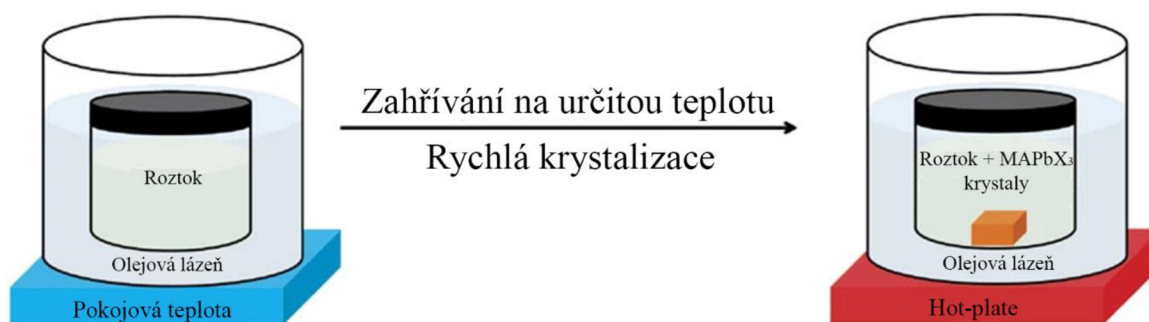 Roztok
Olejová lázeň
Pokojová teplota
Zahřívání na určitou teplotu
Rychlá krystalizace
Roztok + MAPbX₃
krystaly
Olejová lázeň
Hot-plate